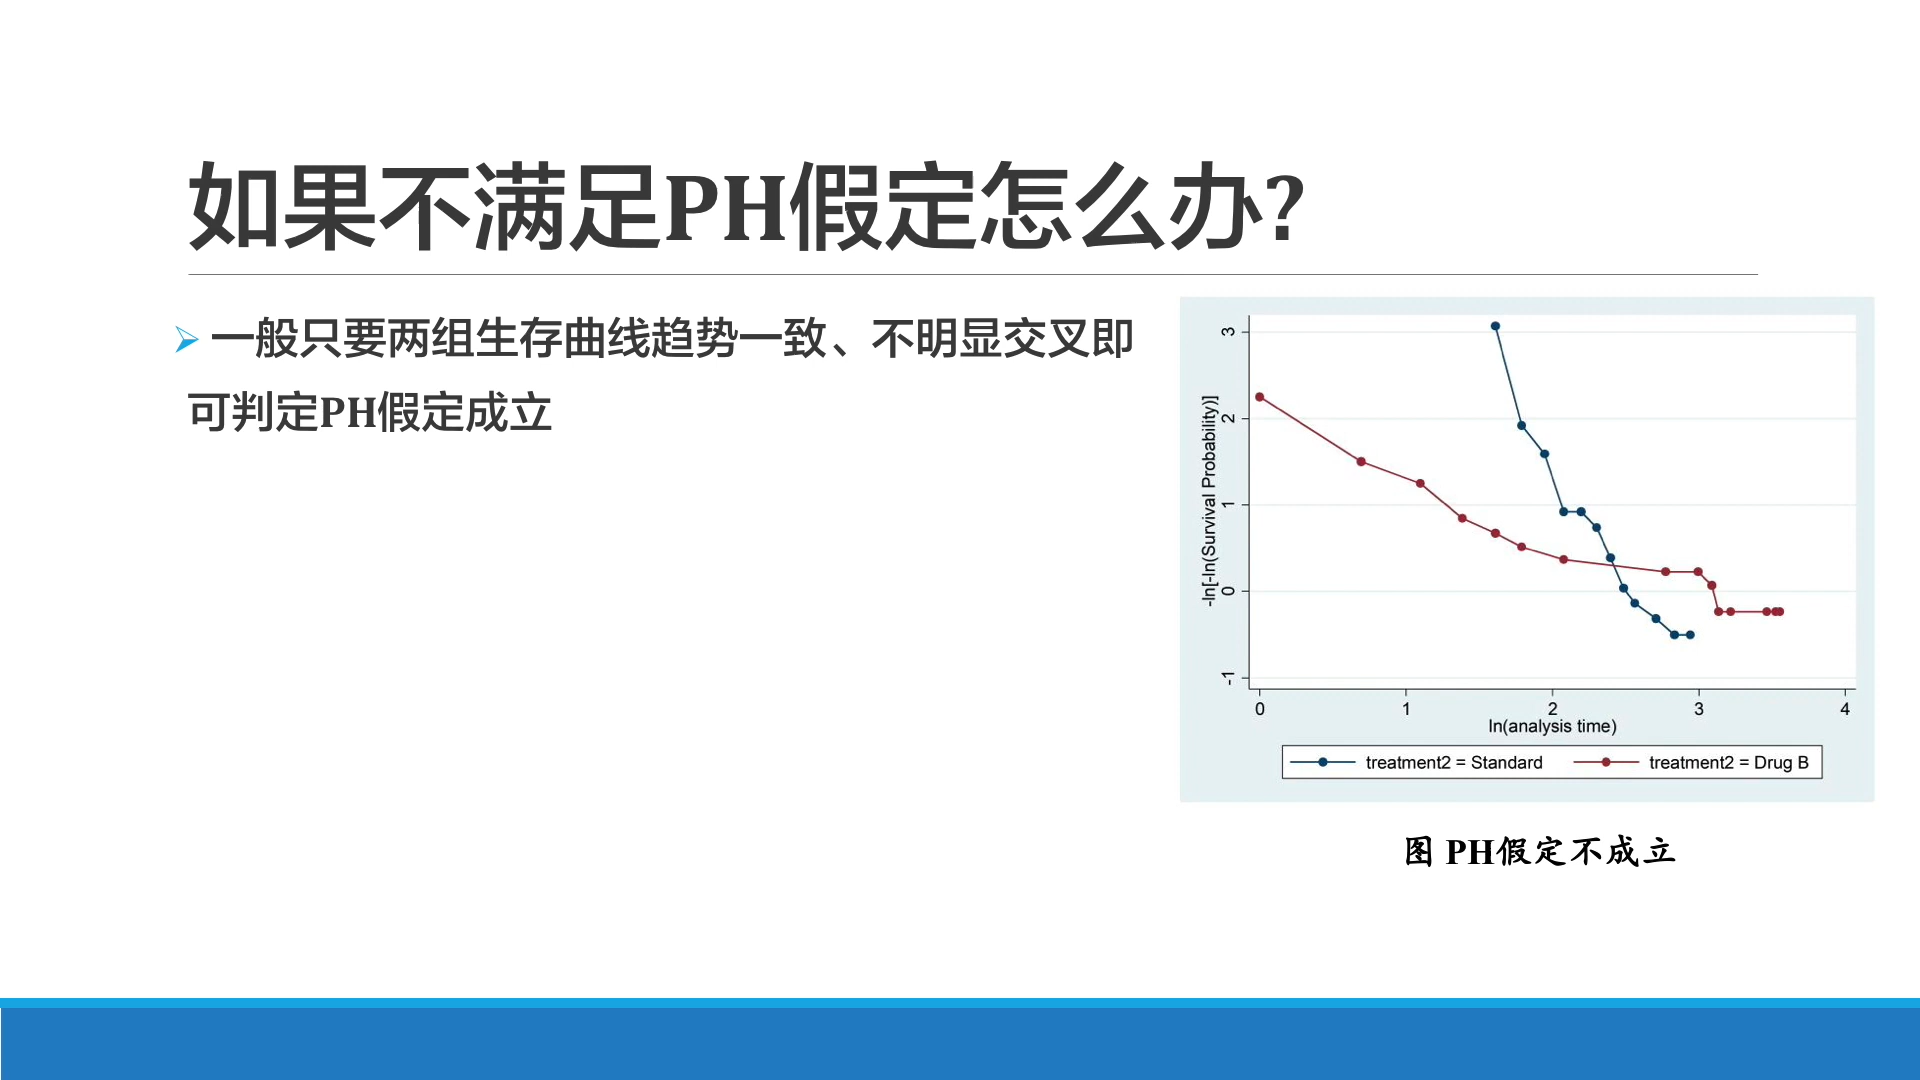 如果不满足PH假定怎么办?
一般只要两组生存曲线趋势一致、不明显交叉即
可判定PH假定成立
-ln[-ln(Survival Probability)]
3
2
1
0
-1
0 1 2 3 4
ln(analysis time)
treatment2 = Standard treatment2 = Drug B
图 PH假定不成立